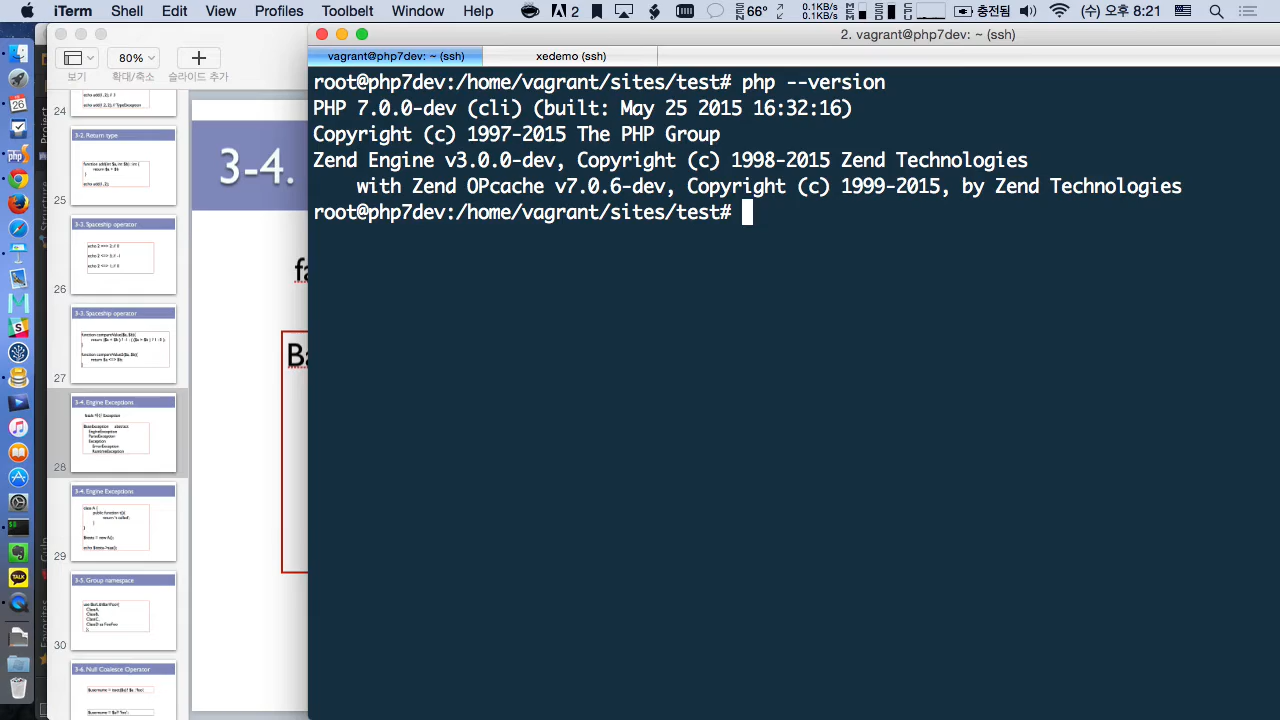 iTerm Shell Edit View Profiles Toolbelt Window Help
2 66° 0.1KB/s 0.1KB/s 충전됨 (수) 오후 8:21
80%
보기 확대/축소 슬라이드 추가
2. vagrant@php7dev: ~ (ssh)
vagrant@php7dev: ~ (ssh) xedemo (ssh)
root@php7dev:/home/vagrant/sites/test# php --version
PHP 7.0.0-dev (cli) (built: May 25 2015 16:32:16)
Copyright (c) 1997-2015 The PHP Group
Zend Engine v3.0.0-dev, Copyright (c) 1998-2015 Zend Technologies
with Zend OPcache v7.0.6-dev, Copyright (c) 1999-2015, by Zend Technologies
root@php7dev:/home/vagrant/sites/test#
24
3-2. Return type
25
3-3. Spaceship operator
26
3-3. Spaceship operator
27
3-4. Engine Exceptions
28
3-4. Engine Exceptions
29
3-5. Group namespace
30
3-6. Null Coalesce Operator
3-4.
fa
Ba